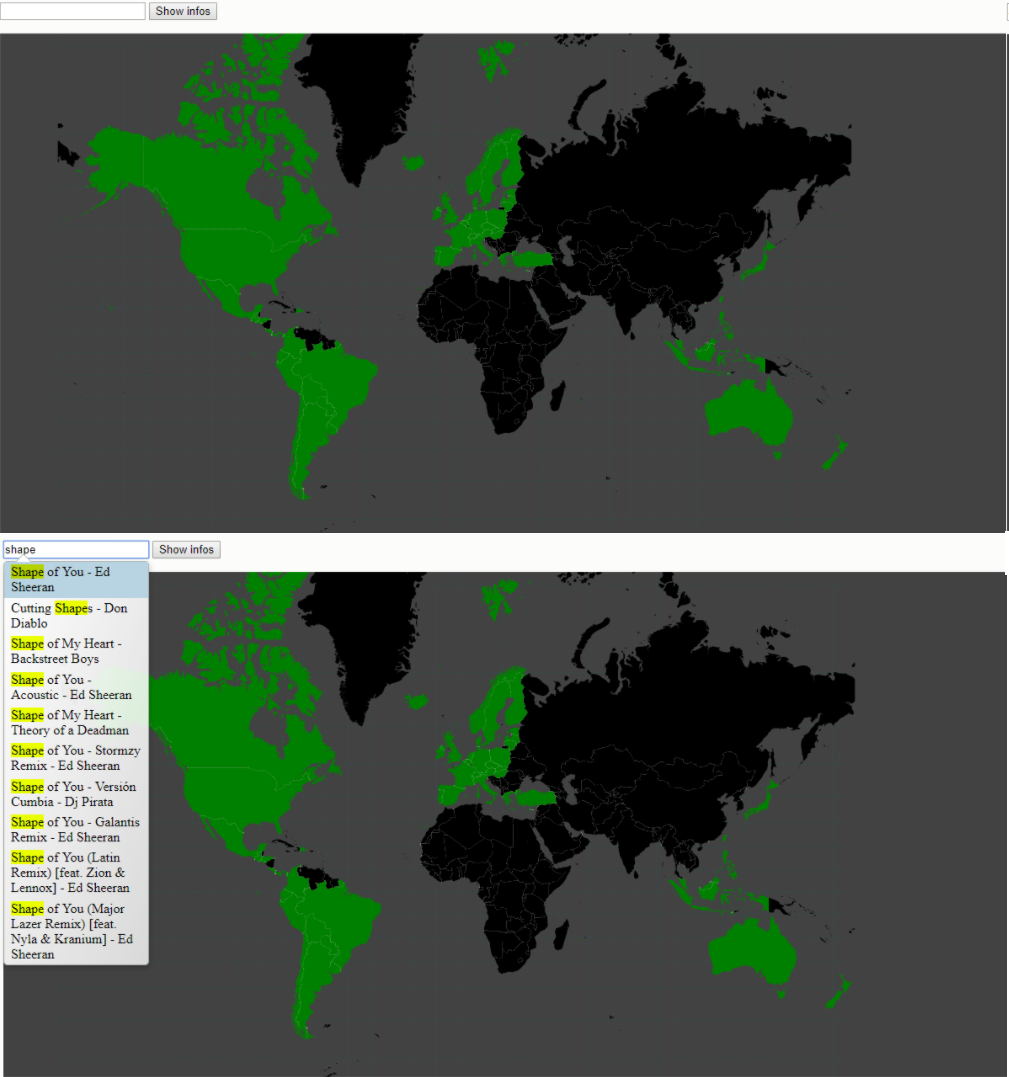 Show infos
shape
Show infos
Shape of You - Ed
Sheeran
Cutting Shapes - Don
Diablo
Shape of My Heart -
Backstreet Boys
Shape of You -
Acoustic - Ed Sheeran
Shape of My Heart -
Theory of a Deadman
Shape of You - Stormzy
Remix - Ed Sheeran
Shape of You - Versión
Cumbia - Dj Pirata
Shape of You - Galantis
Remix - Ed Sheeran
Shape of You (Latin
Remix) [feat. Zion &
Lennox] - Ed Sheeran
Shape of You (Major
Lazer Remix) [feat.
Nyla & Kranium] - Ed
Sheeran